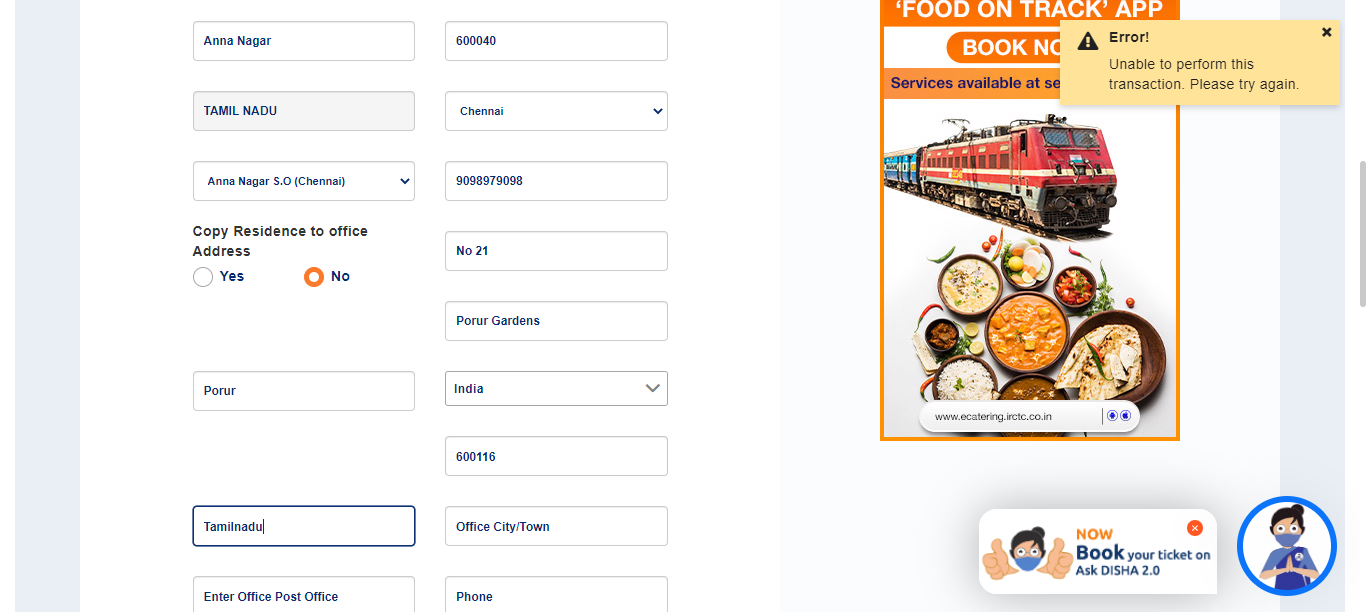 Anna Nagar
600040
TAMIL NADU
Chennai
Anna Nagar S.O (Chennai)
9098979098
Copy Residence to office
Address
Yes
No
No 21
Porur Gardens
Porur
India
600116
Tamilnadu
Office City/Town
Enter Office Post Office
Phone
‘FOOD ON TRACK’ APP
BOOK NO
Services available at se
Error!
Unable to perform this
transaction. Please try again.
www.ecatering.irctc.co.in
NOW
Book your ticket on
Ask DISHA 2.0